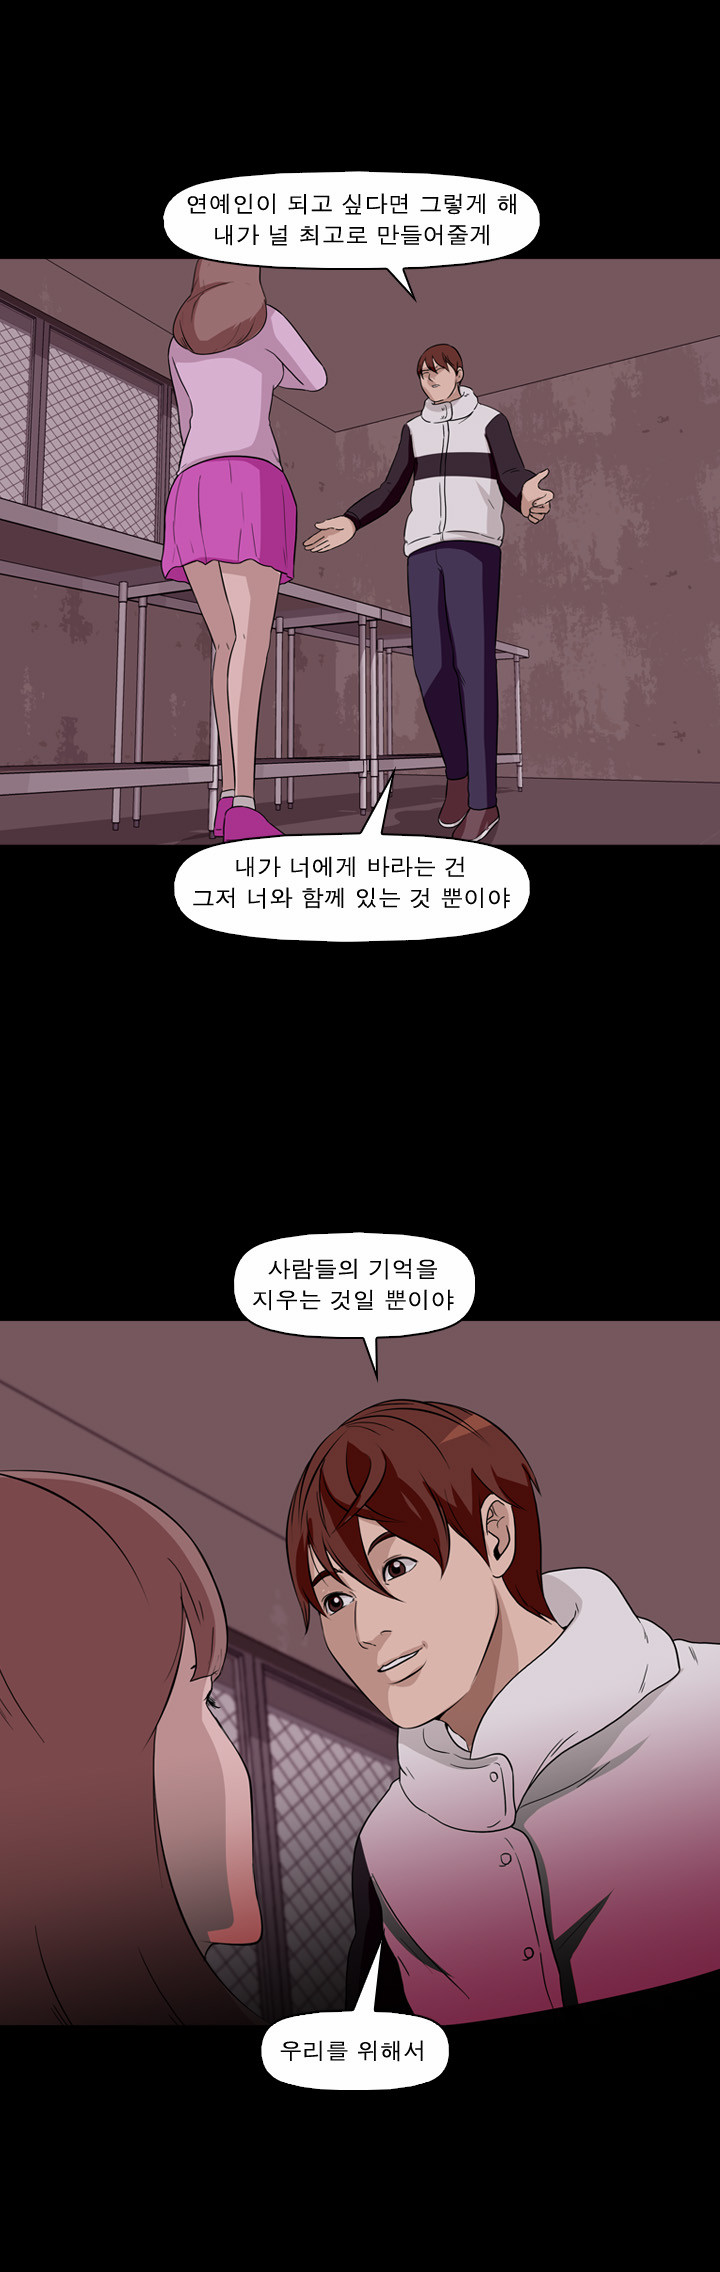 연예인이 되고 싶다면 그렇게 해
내가 널 최고로 만들어줄게
내가 너에게 바라는 건
그저 너와 함께 있는 것 뿐이야
사람들의 기억을
지우는 것일 뿐이야
우리를 위해서